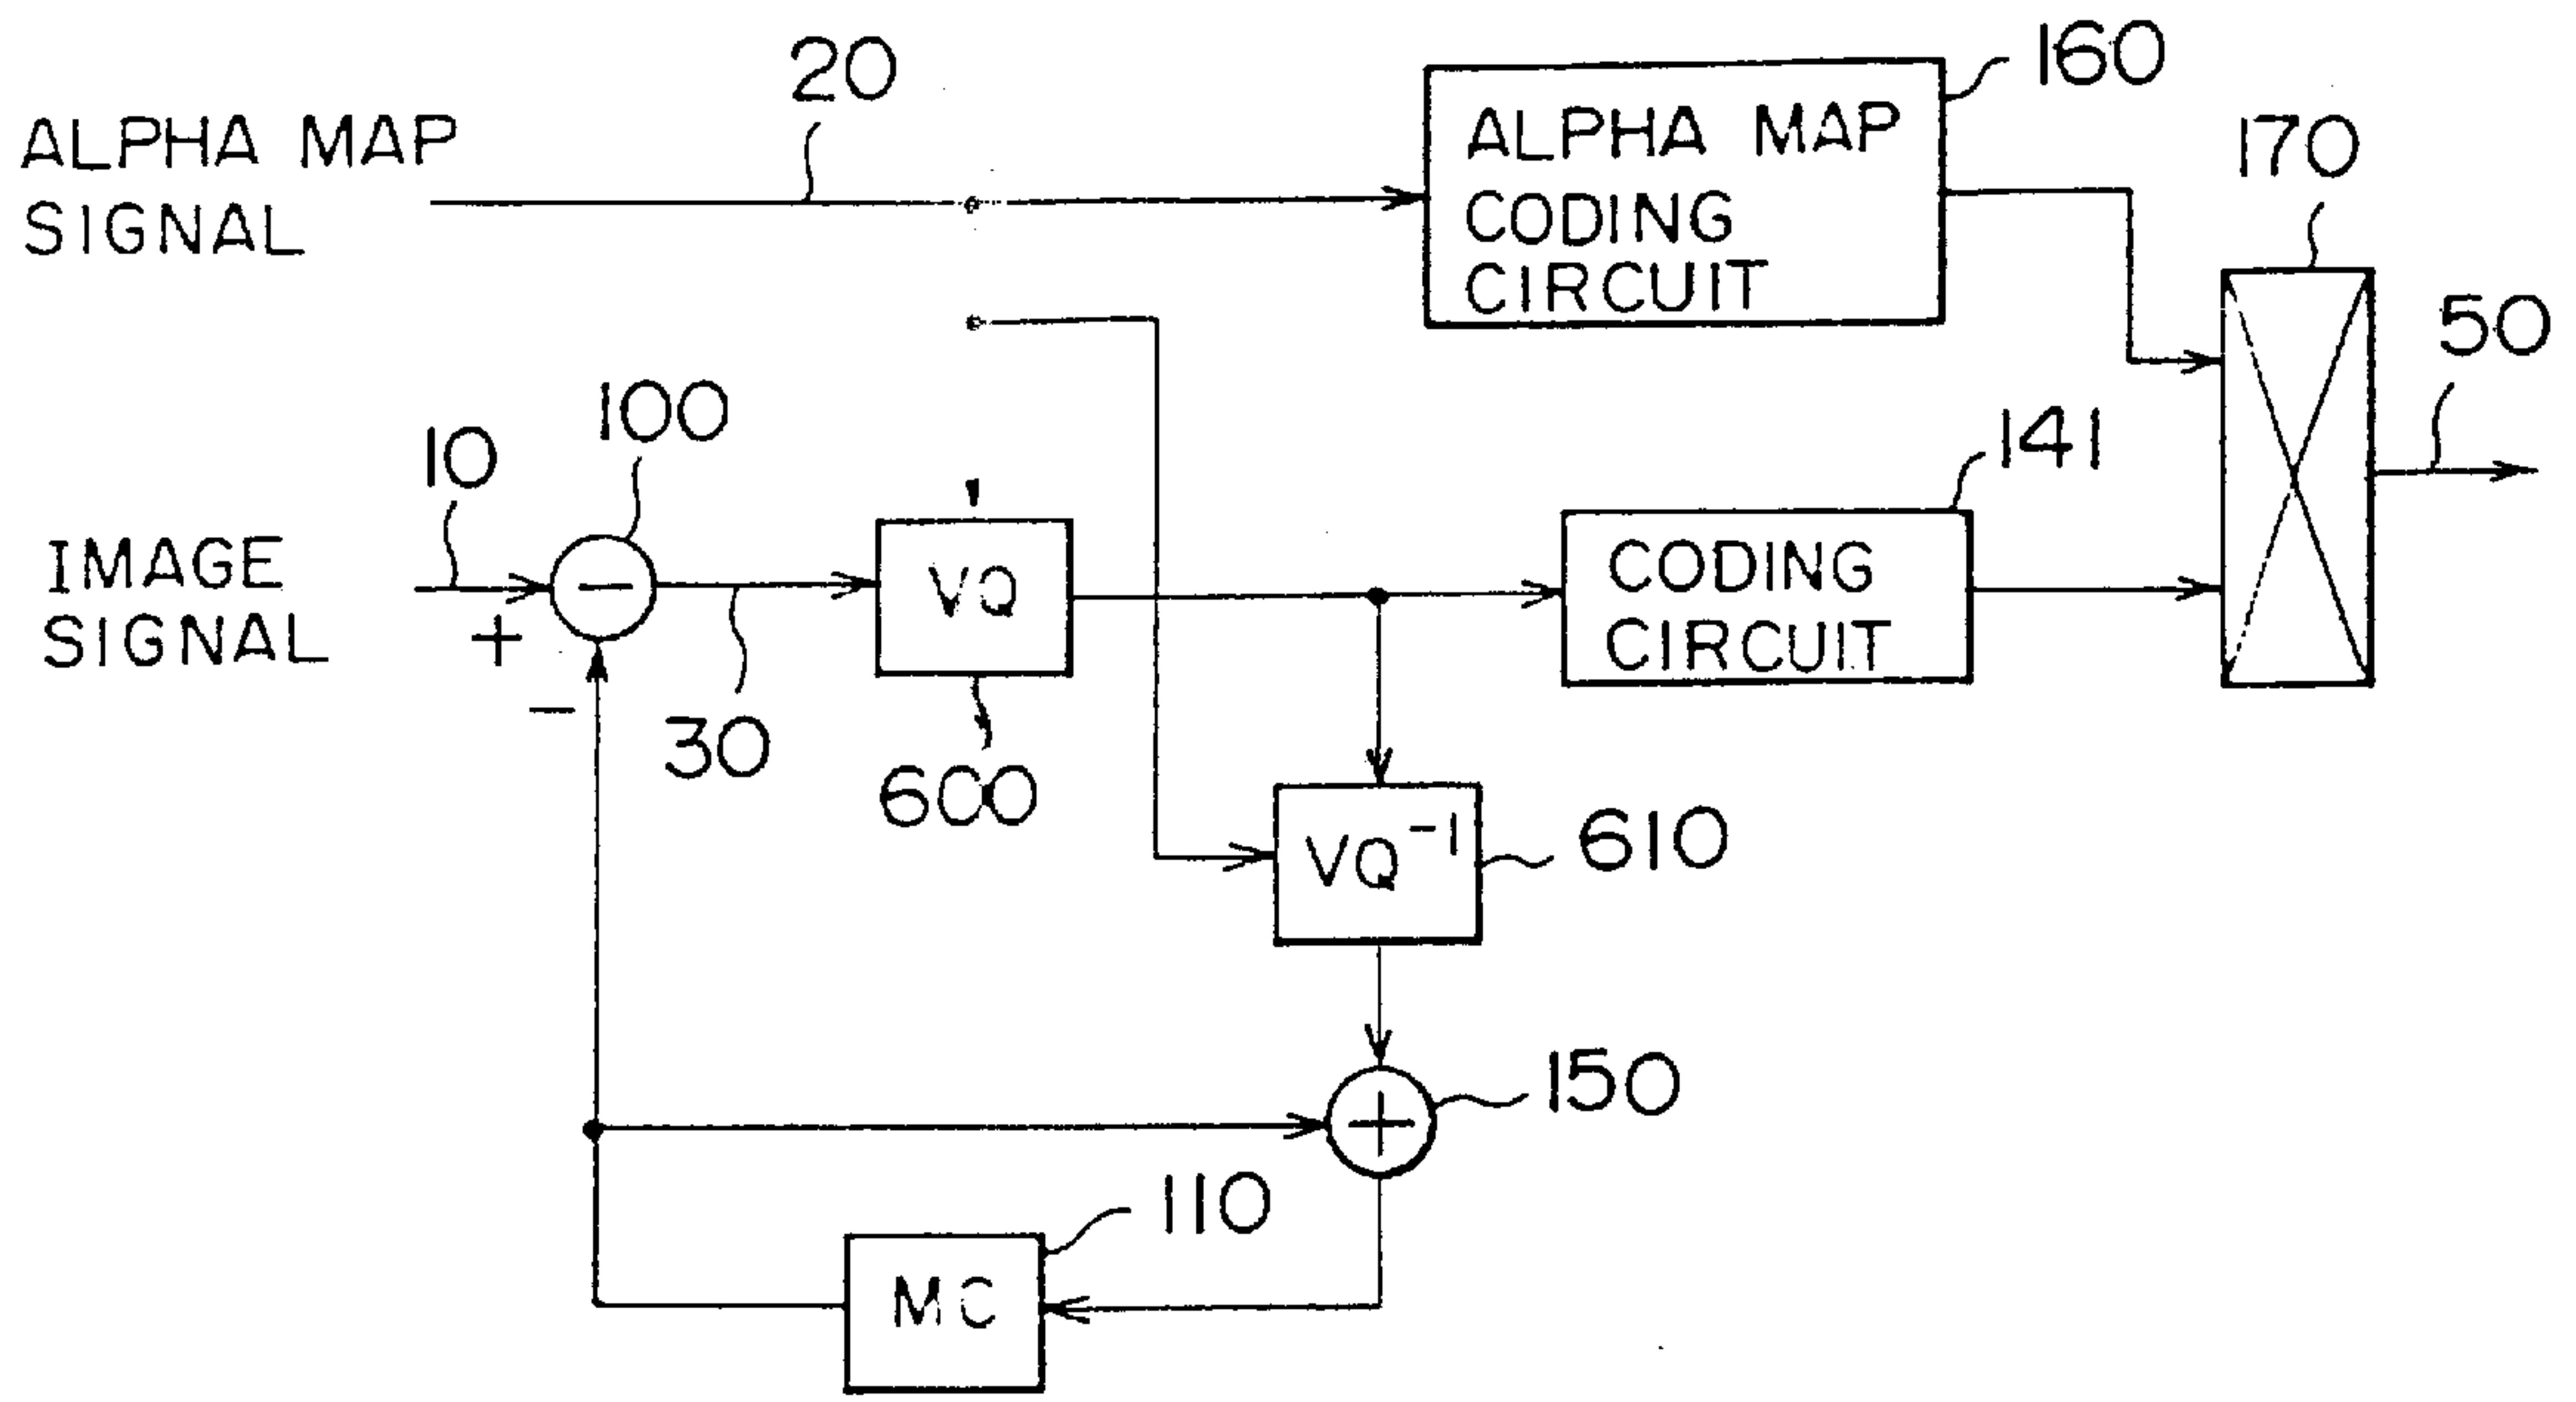 20
160
ALPHA MAP
SIGNAL
ALPHA MAP
CODING
CIRCUIT
170
50
10
100
141
IMAGE
SIGNAL
+
−
−
VQ
CODING
CIRCUIT
30
600
VQ⁻¹
610
+
150
110
MC